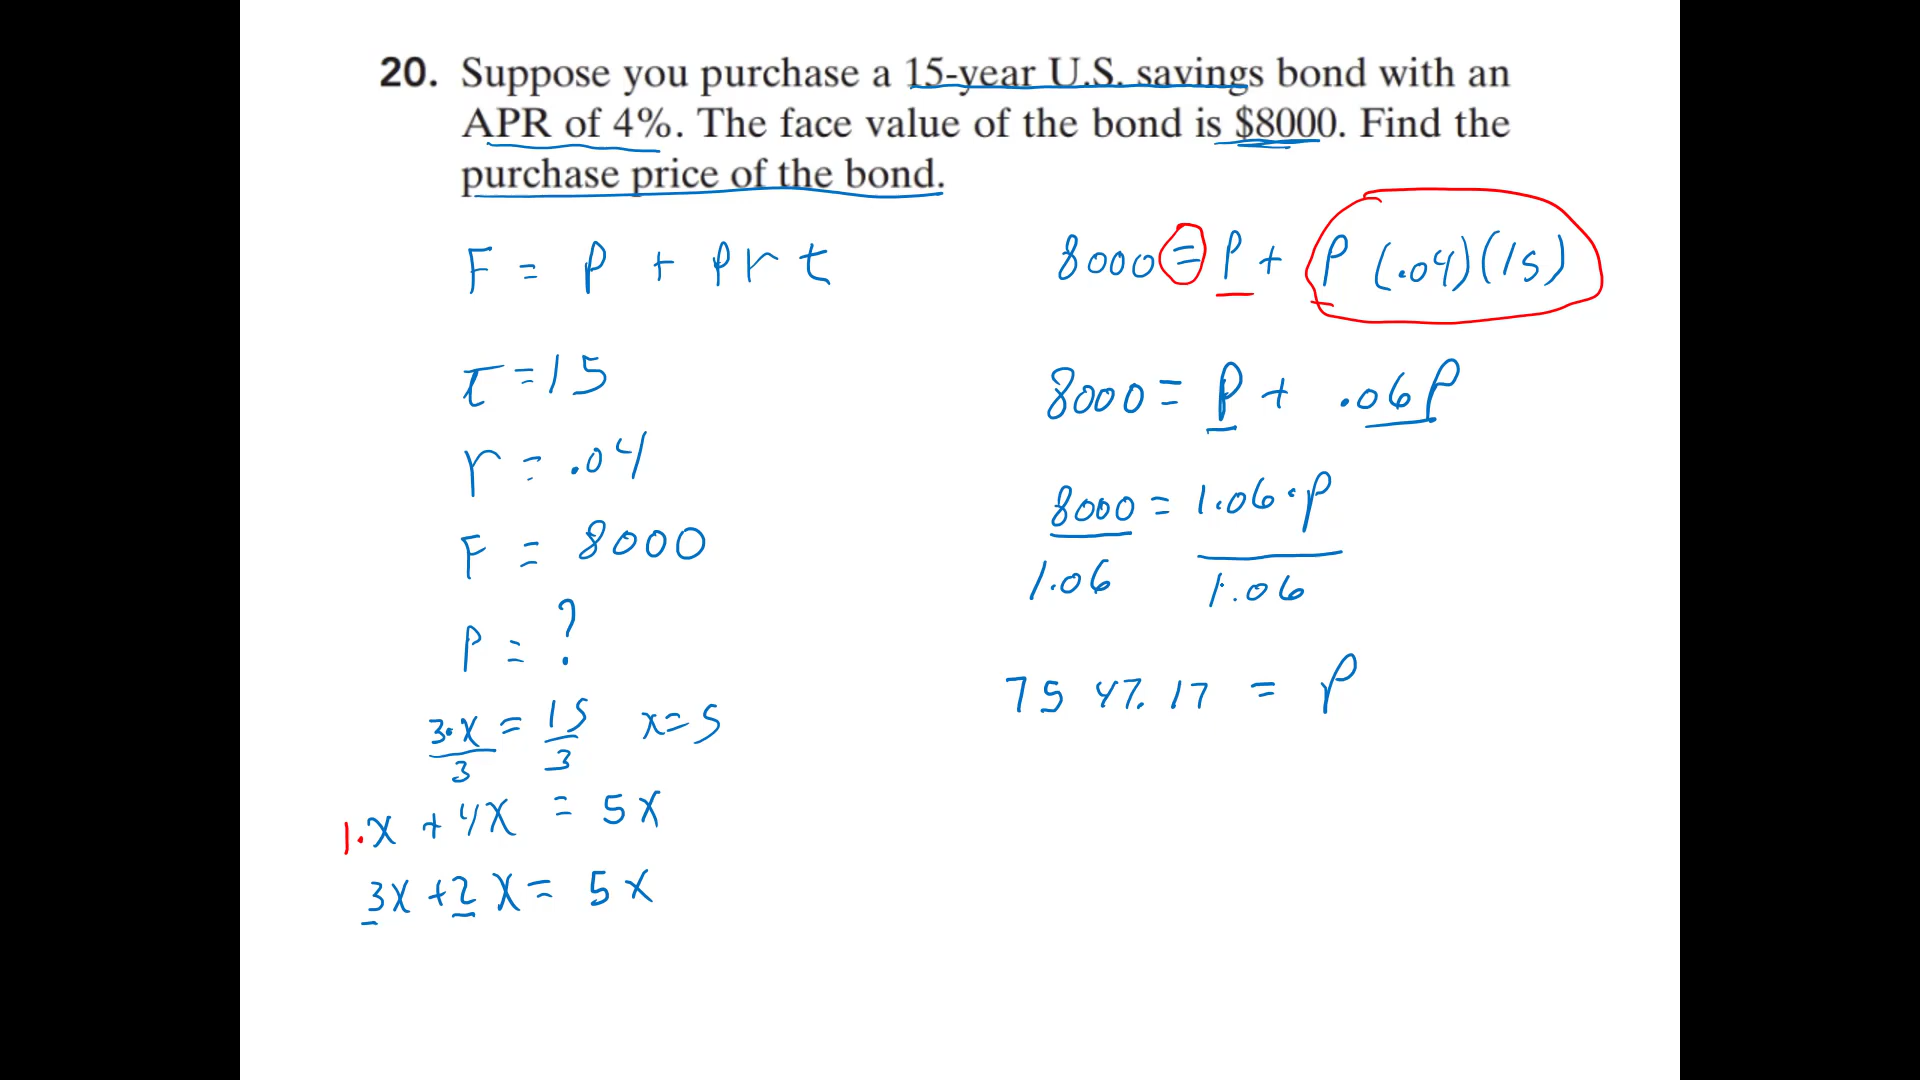 20. Suppose you purchase a 15-year U.S. savings bond with an
APR of 4%. The face value of the bond is $8000. Find the
purchase price of the bond.
F = P + Prt
t = 15
r = .04
F = 8000
P = ?
3·x/3 = 15/3 x=5
1·x + 4x = 5x
3x + 2x = 5x
8000 = P + P(.04)(15)
8000 = P + .06P
8000/1.06 = 1.06·P/1.06
7547.17 = P